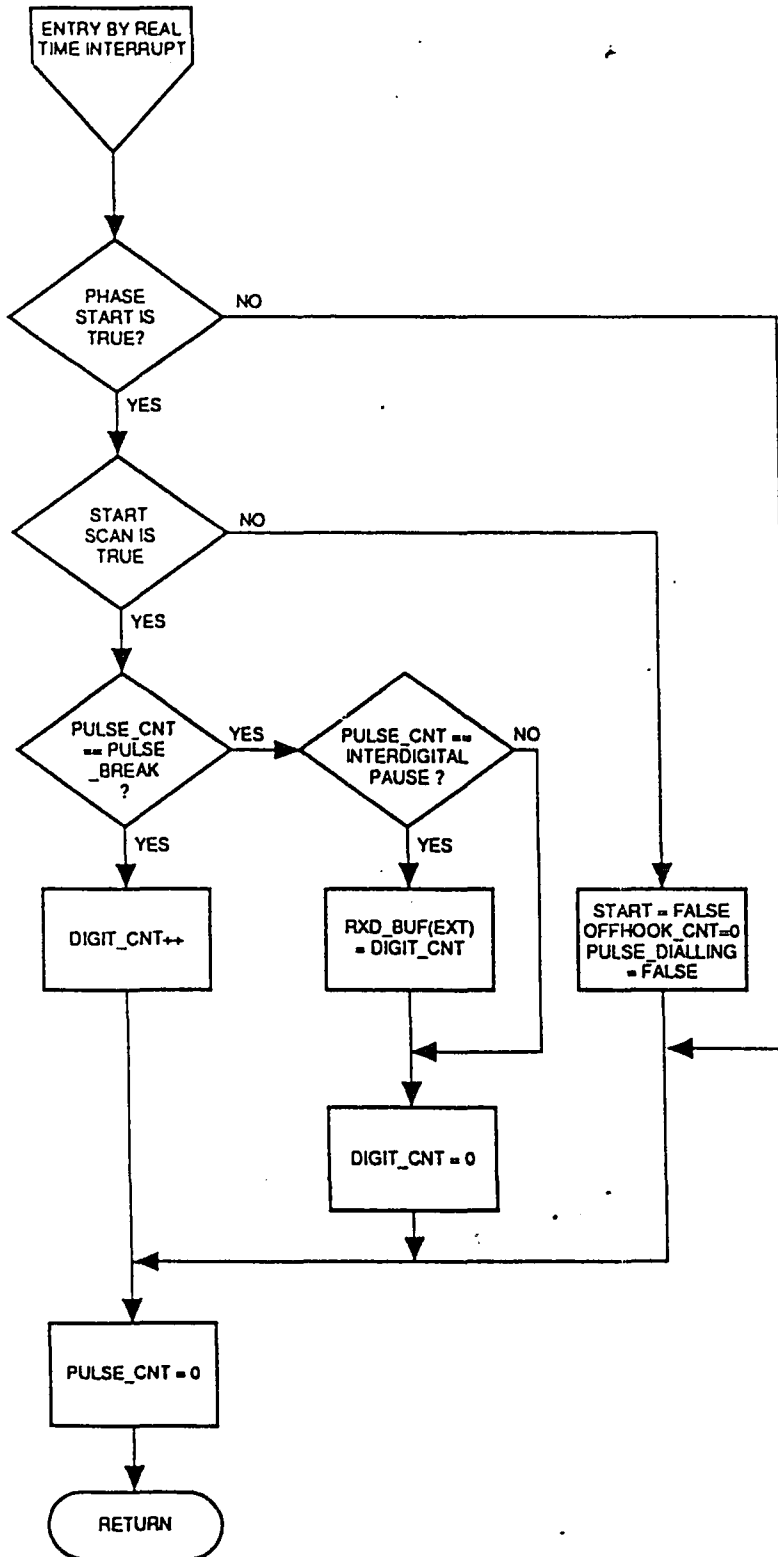 ENTRY BY REAL
TIME INTERRUPT
PHASE
START IS
TRUE?
NO
YES
START
SCAN IS
TRUE
NO
YES
PULSE_CNT
== PULSE
_BREAK
?
YES
PULSE_CNT ==
INTERDIGITAL
PAUSE ?
NO
YES
YES
DIGIT_CNT++
RXD_BUF(EXT)
= DIGIT_CNT
START = FALSE
OFFHOOK_CNT=0
PULSE_DIALLING
= FALSE
DIGIT_CNT = 0
PULSE_CNT = 0
RETURN